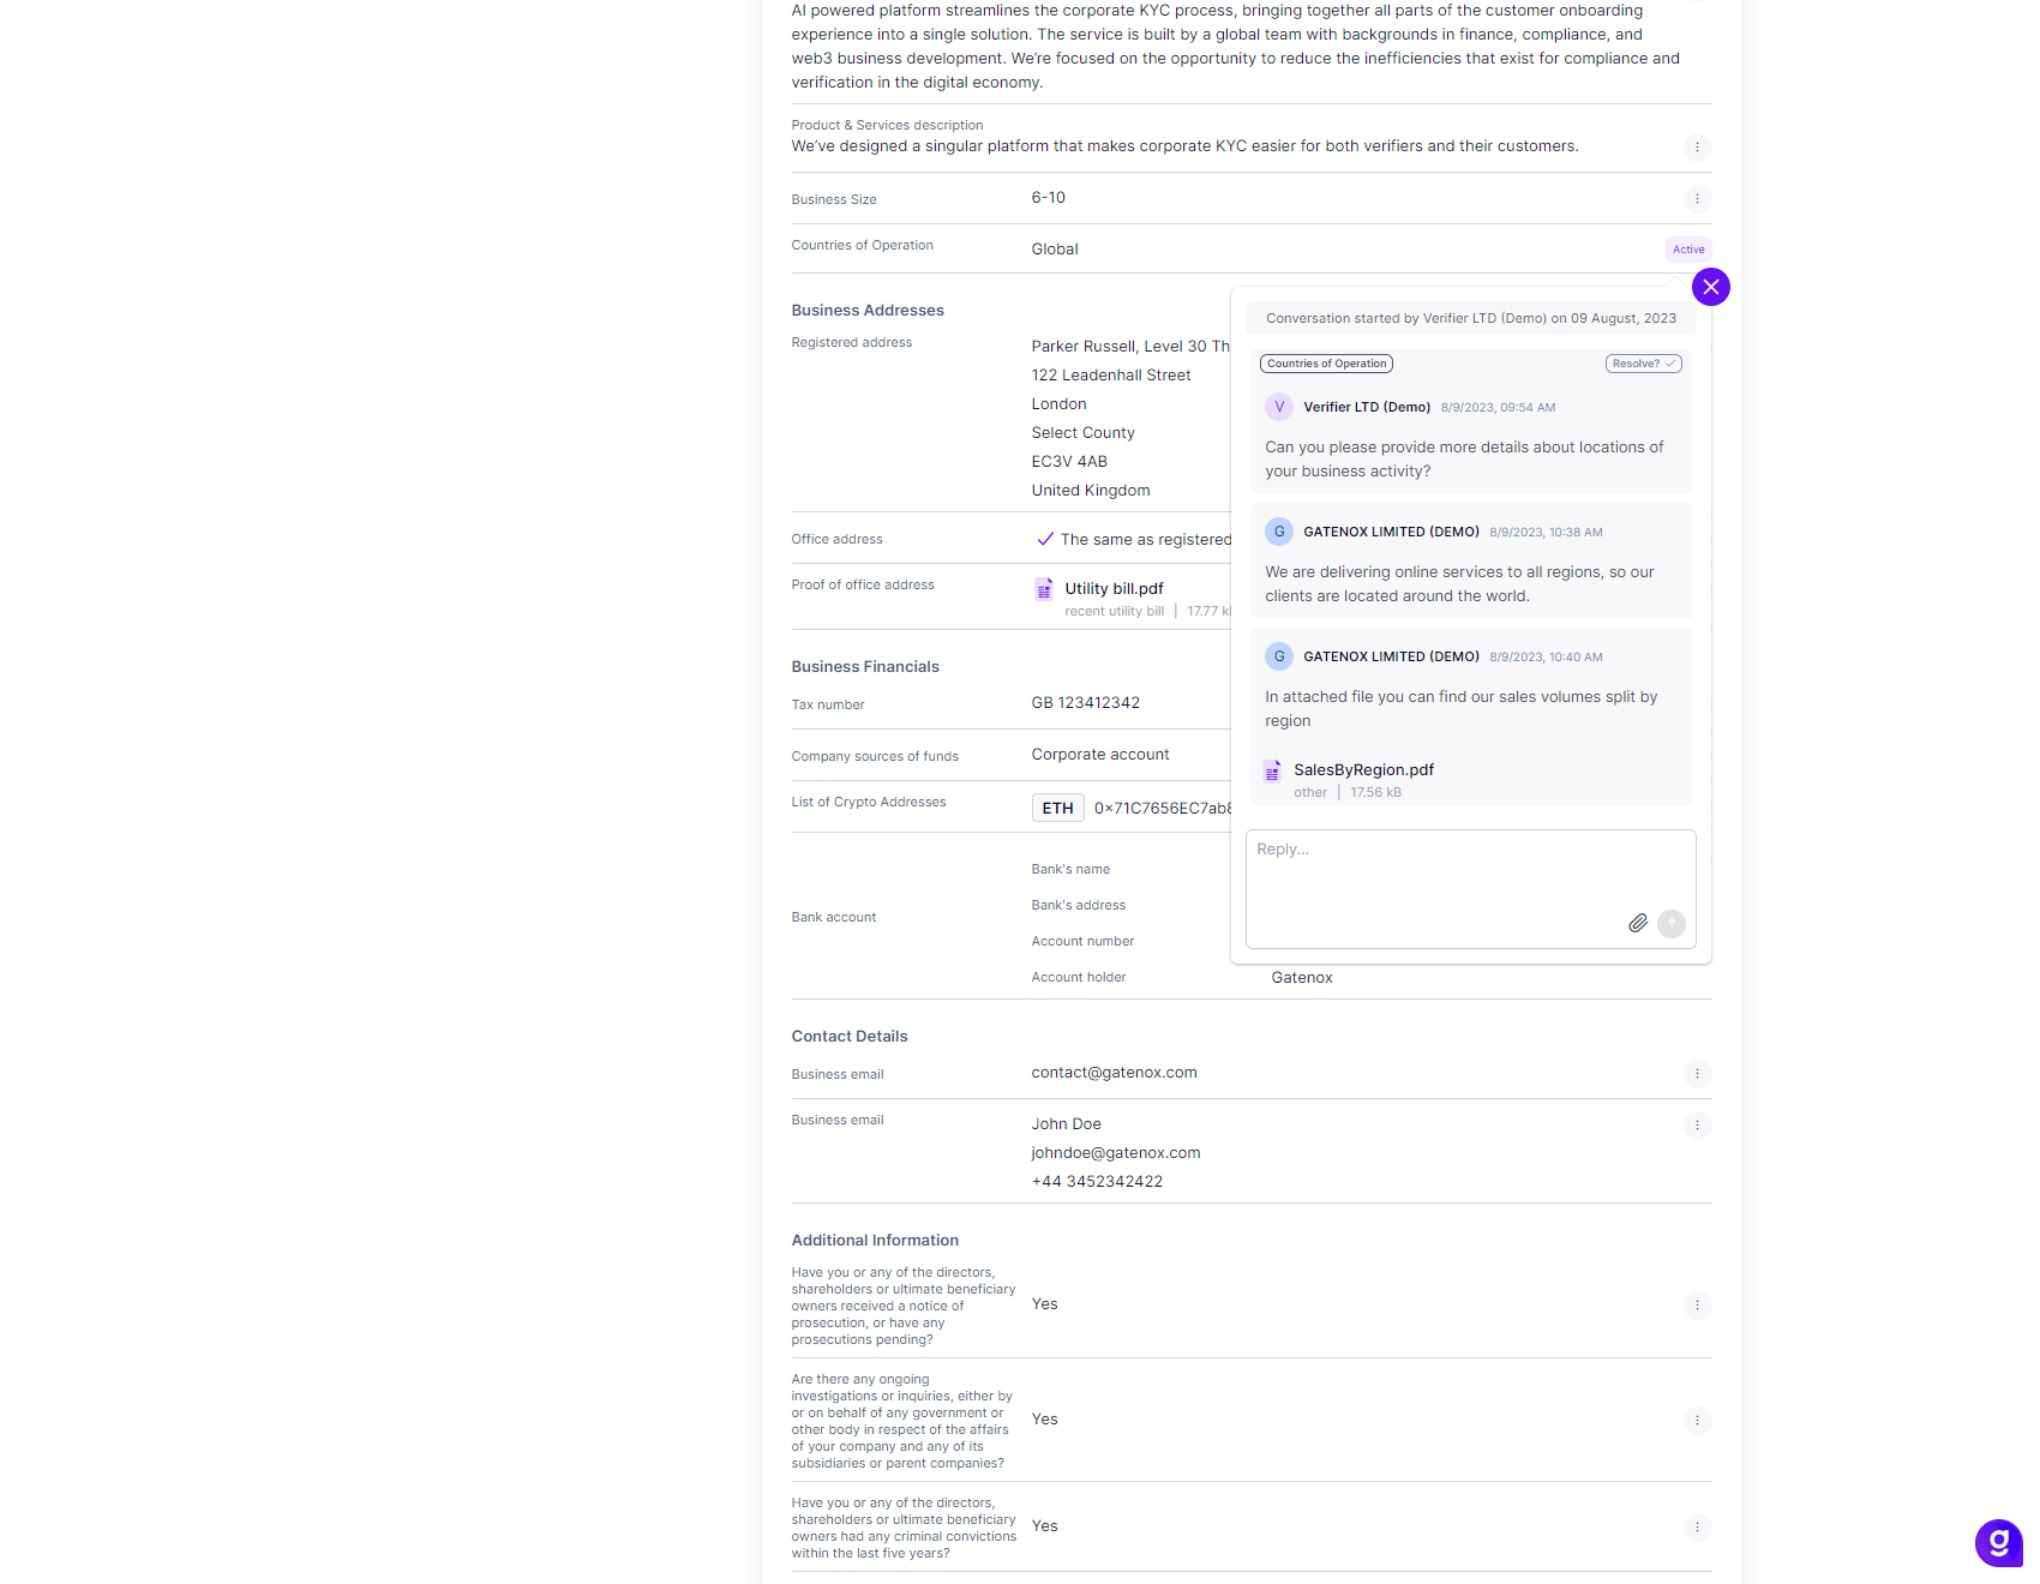 AI powered platform streamlines the corporate KYC process, bringing together all parts of the customer onboarding
experience into a single solution. The service is built by a global team with backgrounds in finance, compliance, and
web3 business development. We're focused on the opportunity to reduce the inefficiencies that exist for compliance and
verification in the digital economy.
Product & Services description
We've designed a singular platform that makes corporate KYC easier for both verifiers and their customers.
Business Size
6-10
Countries of Operation
Global
Active
Business Addresses
Registered address
Parker Russell, Level 30 Th
122 Leadenhall Street
London
Select County
EC3V 4AB
United Kingdom
Office address
The same as registered
Proof of office address
Utility bill.pdf
recent utility bill | 17.77 k
Business Financials
Tax number
GB 123412342
Company sources of funds
Corporate account
List of Crypto Addresses
ETH 0x71C7656EC7ab8
Bank account
Bank's name
Bank's address
Account number
Account holder
Gatenox
Conversation started by Verifier LTD (Demo) on 09 August, 2023
Countries of Operation
Resolve?
V Verifier LTD (Demo) 8/9/2023, 09:54 AM
Can you please provide more details about locations of
your business activity?
G GATENOX LIMITED (DEMO) 8/9/2023, 10:38 AM
We are delivering online services to all regions, so our
clients are located around the world.
G GATENOX LIMITED (DEMO) 8/9/2023, 10:40 AM
In attached file you can find our sales volumes split by
region
SalesByRegion.pdf
other | 17.56 kB
Reply...
Contact Details
Business email
contact@gatenox.com
Business email
John Doe
johndoe@gatenox.com
+44 3452342422
Additional Information
Have you or any of the directors,
shareholders or ultimate beneficiary
owners received a notice of
prosecution, or have any
prosecutions pending?
Yes
Are there any ongoing
investigations or inquiries, either by
or on behalf of any government or
other body in respect of the affairs
of your company and any of its
subsidiaries or parent companies?
Yes
Have you or any of the directors,
shareholders or ultimate beneficiary
owners had any criminal convictions
within the last five years?
Yes
g